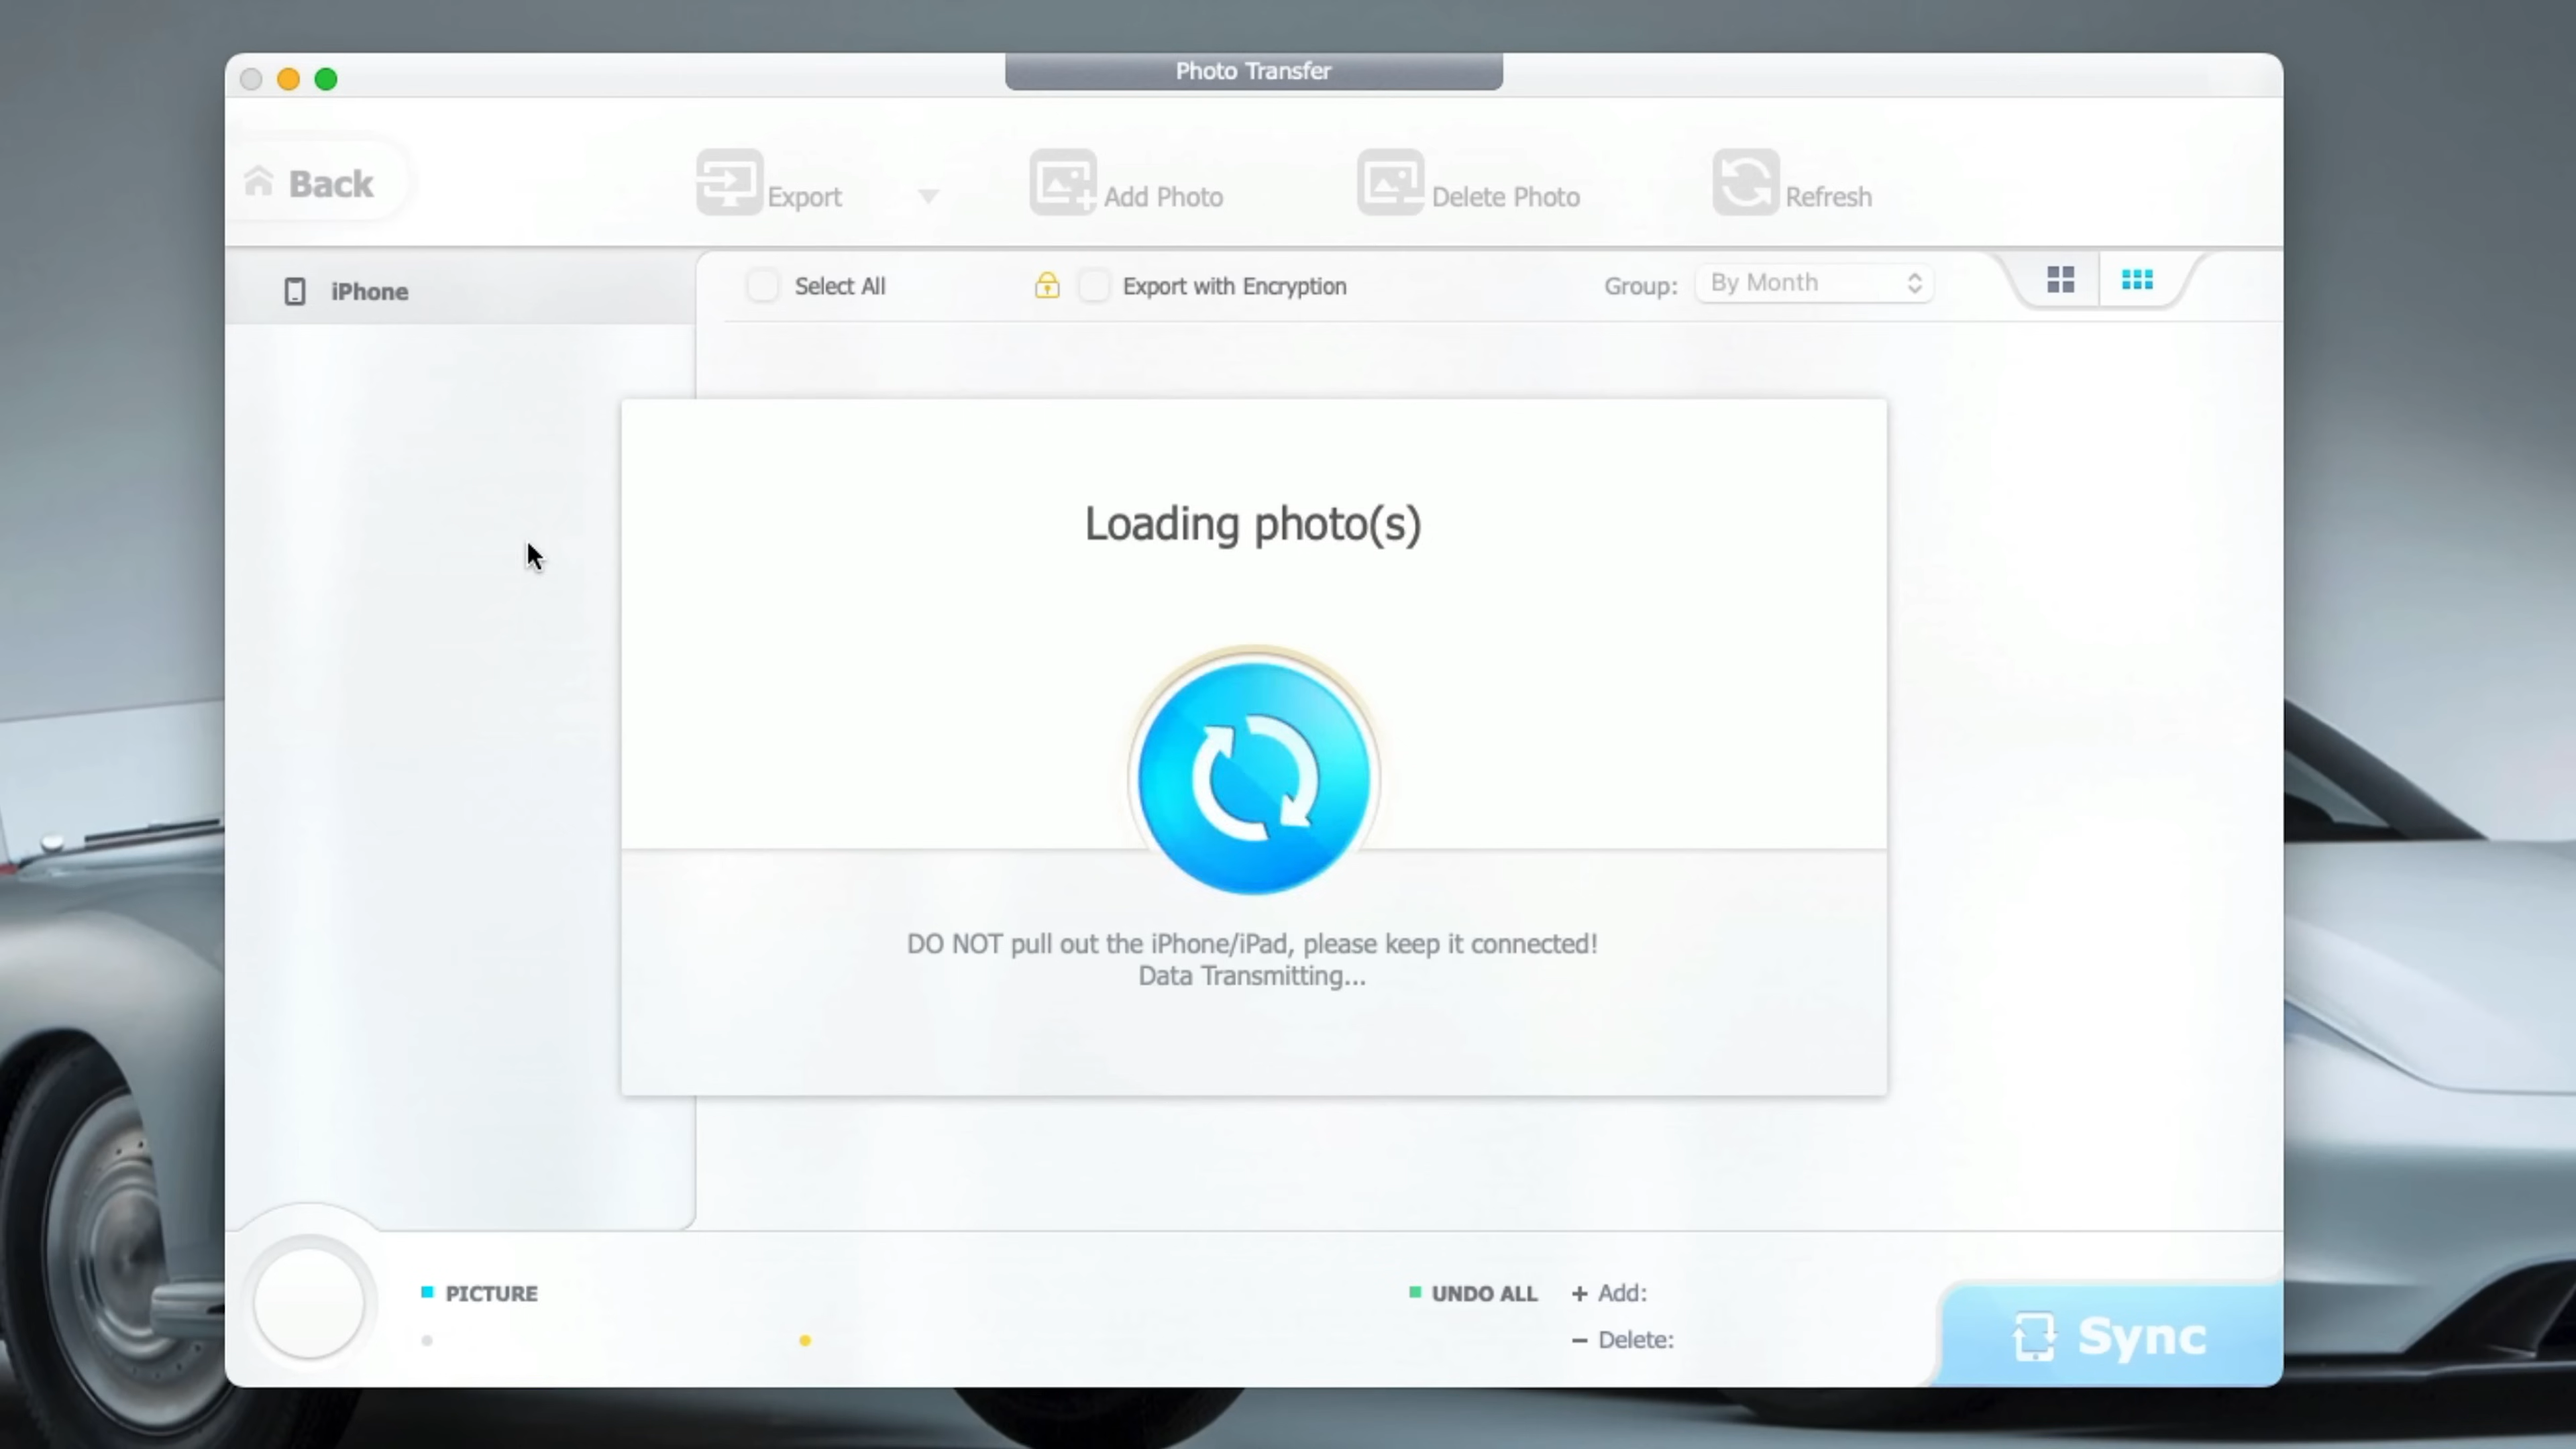 Photo Transfer
Back
Export
Add Photo
Delete Photo
Refresh
iPhone
Select All
Export with Encryption
Group:
By Month
Loading photo(s)
DO NOT pull out the iPhone/iPad, please keep it connected!
Data Transmitting...
PICTURE
UNDO ALL
+ Add:
− Delete:
Sync